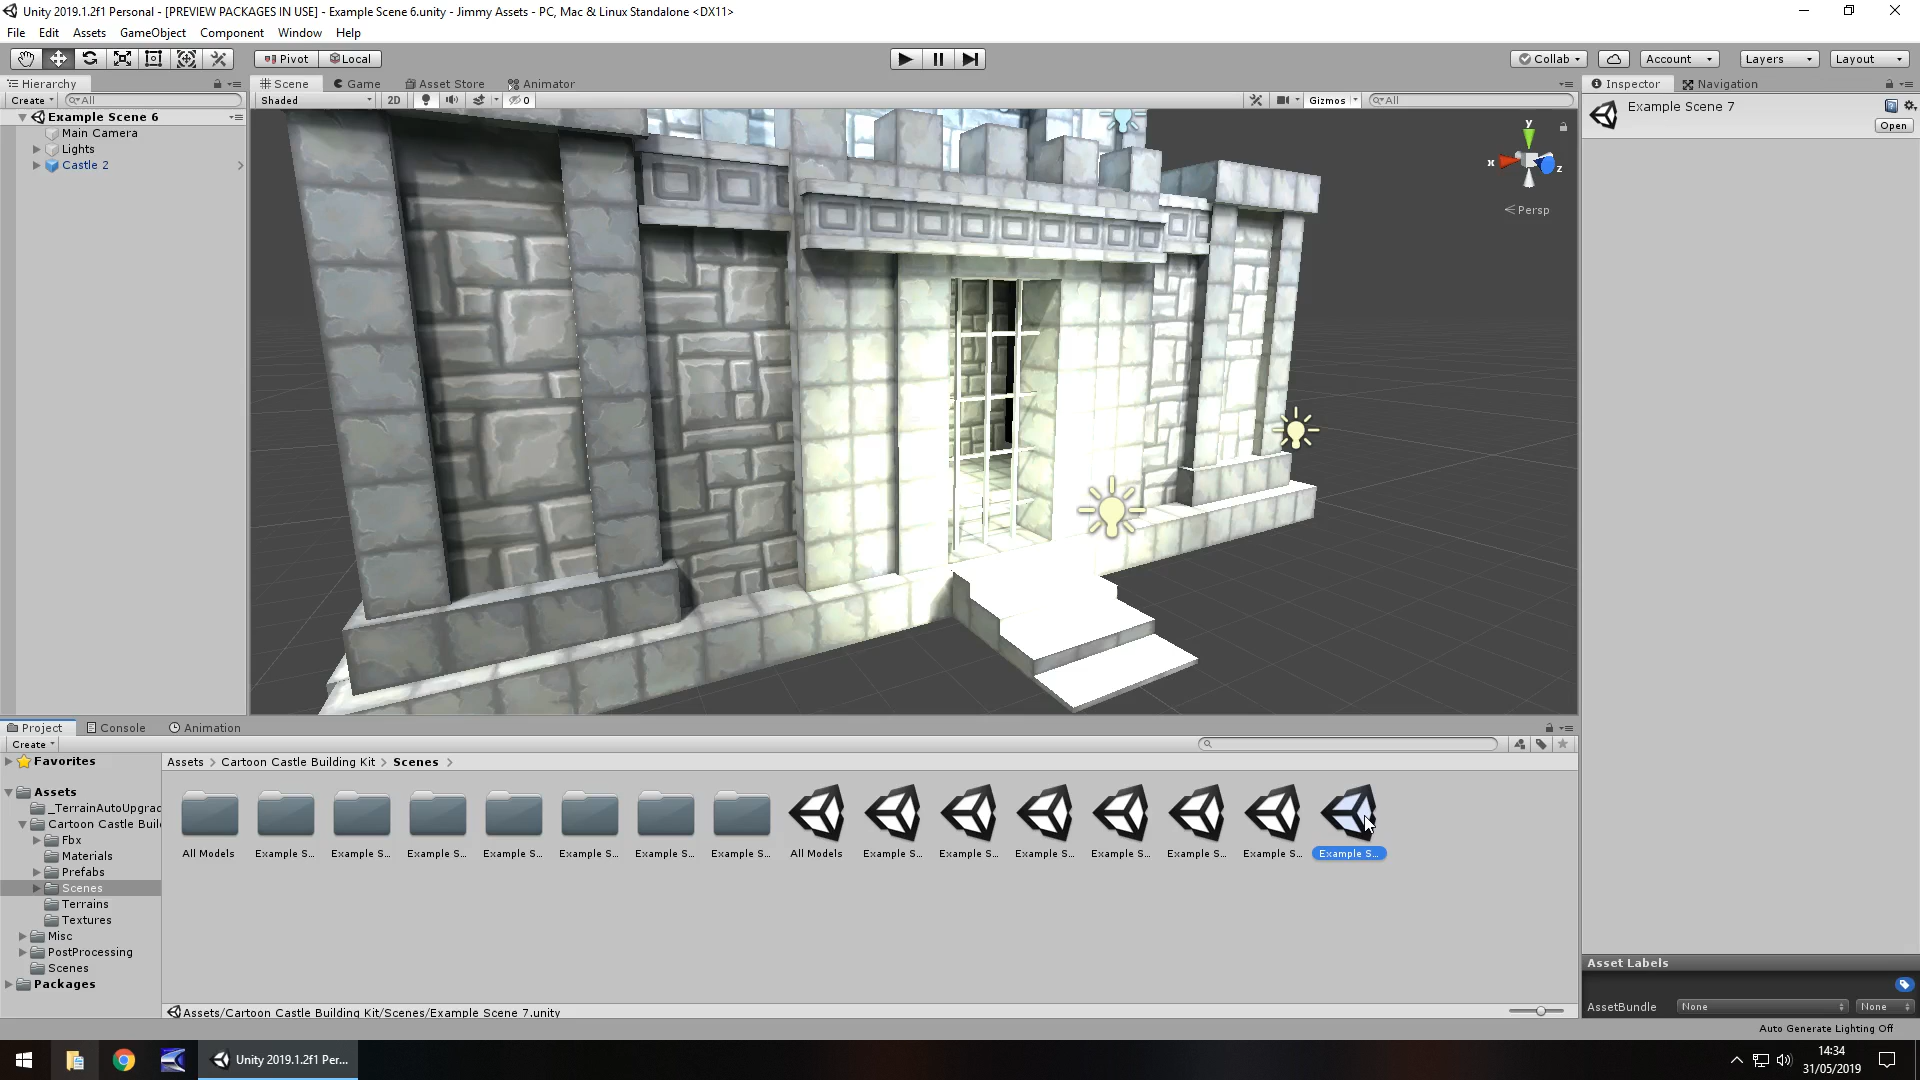 Unity 2019.1.2f1 Personal - [PREVIEW PACKAGES IN USE] - Example Scene 6.unity - Jimmy Assets - PC, Mac & Linux Standalone <DX11>
File Edit Assets GameObject Component Window Help
Pivot Local Collab Account Layers Layout
Hierarchy
Scene Game Asset Store Animator
Inspector Navigation
Create All
Shaded 2D 0 Gizmos All
Example Scene 6
Main Camera
Lights
Castle 2
y
x
z
Persp
Example Scene 7
Open
Project Console Animation
Create
Favorites
Assets
_TerrainAutoUpgrad
Cartoon Castle Buil
Fbx
Materials
Prefabs
Scenes
Terrains
Textures
Misc
PostProcessing
Scenes
Packages
Assets > Cartoon Castle Building Kit > Scenes >
All Models Example S... Example S... Example S... Example S... Example S... Example S... Example S... All Models Example S... Example S... Example S... Example S... Example S... Example S... Example S...
Assets/Cartoon Castle Building Kit/Scenes/Example Scene 7.unity
Asset Labels
AssetBundle None None
Auto Generate Lighting Off
Unity 2019.1.2f1 Per...
14:34
31/05/2019